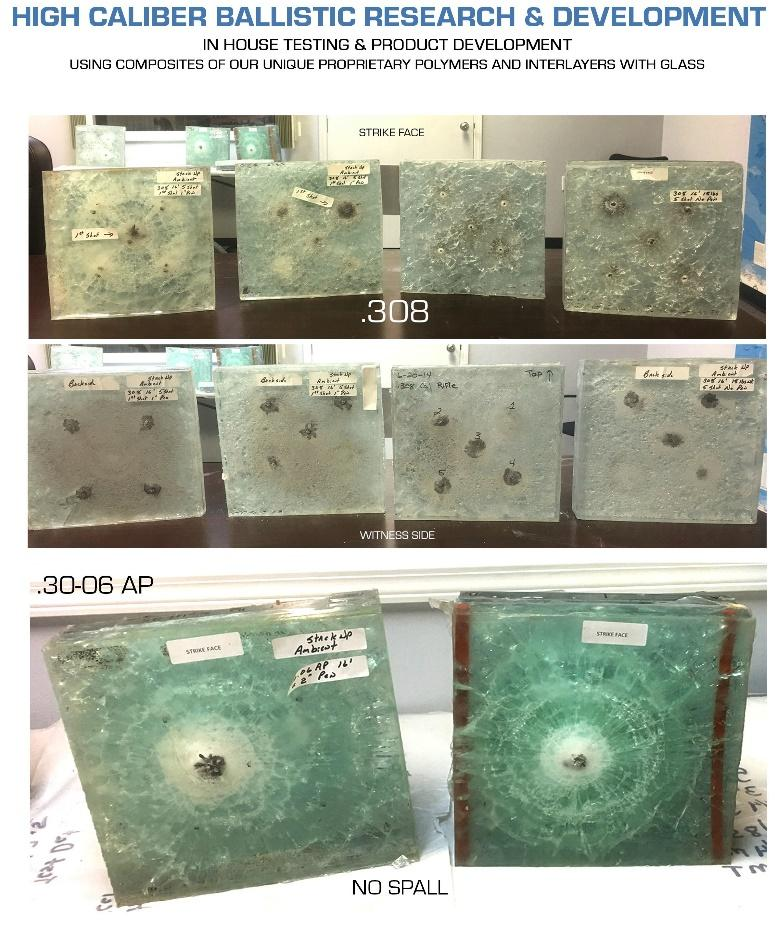 HIGH CALIBER BALLISTIC RESEARCH & DEVELOPMENT
IN HOUSE TESTING & PRODUCT DEVELOPMENT
USING COMPOSITES OF OUR UNIQUE PROPRIETARY POLYMERS AND INTERLAYERS WITH GLASS
STRIKE FACE
Stack Up
Ambient
308 16' 5 Shot
1st Shot 1" Pen
1st Shot →
Stack Up
Ambient
308 16' 5 Shot
1st Shot 1" Pen
1st Shot
308 16' 15 lbs
5 Shot No Pen
.308
Backside
Stack Up
Ambient
308 16' 5 Shot
1st Shot 1" Pen
Backside
Stack Up
Ambient
308 16' 5 Shot
1st Shot 1" Pen
6-20-14
.308 Cal Rifle
Top ↑
1
2
3
4
5
Back side
Stack Up
Ambient
308 16' 15 lbs
5 Shot No Pen
WITNESS SIDE
.30-06 AP
STRIKE FACE
Stack Up
Ambient
.06 AP 16'
2" Pen
STRIKE FACE
NO SPALL